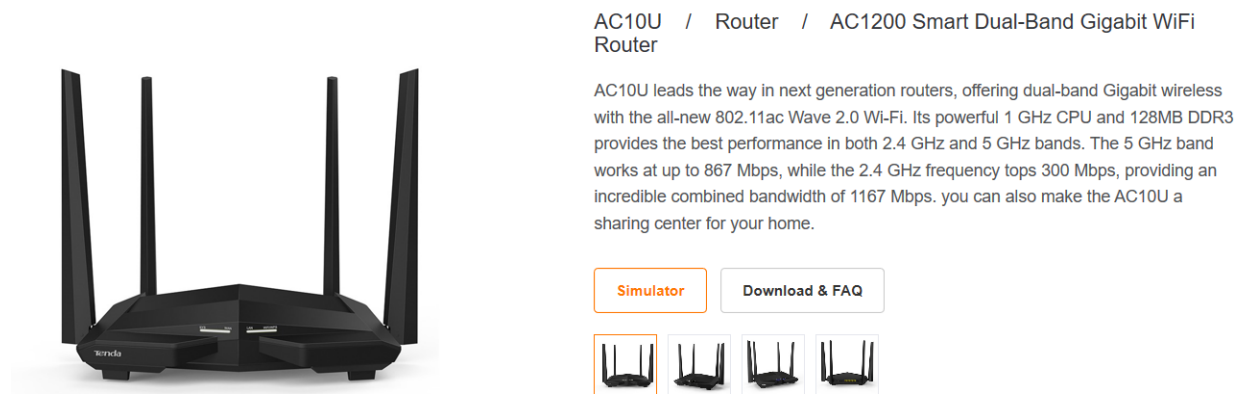 AC10U / Router / AC1200 Smart Dual-Band Gigabit WiFi
Router
AC10U leads the way in next generation routers, offering dual-band Gigabit wireless
with the all-new 802.11ac Wave 2.0 Wi-Fi. Its powerful 1 GHz CPU and 128MB DDR3
provides the best performance in both 2.4 GHz and 5 GHz bands. The 5 GHz band
works at up to 867 Mbps, while the 2.4 GHz frequency tops 300 Mbps, providing an
incredible combined bandwidth of 1167 Mbps. you can also make the AC10U a
sharing center for your home.
Simulator Download & FAQ
Tenda